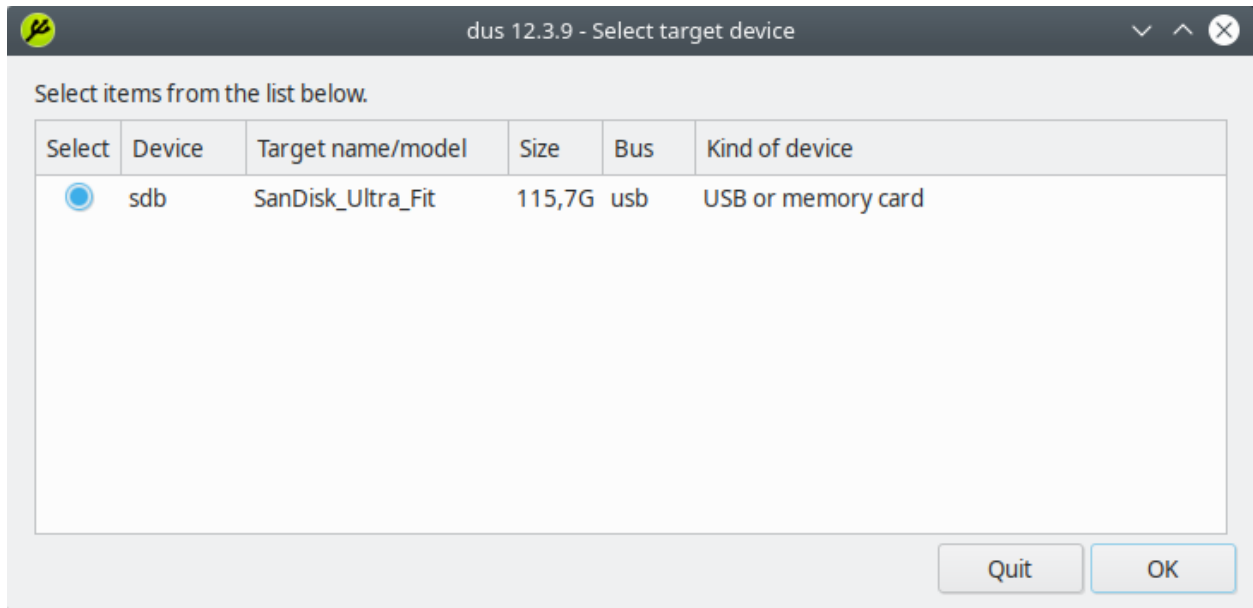 dus 12.3.9 - Select target device
Select items from the list below.
Select Device Target name/model Size Bus Kind of device
sdb SanDisk_Ultra_Fit 115,7G usb USB or memory card
Quit OK